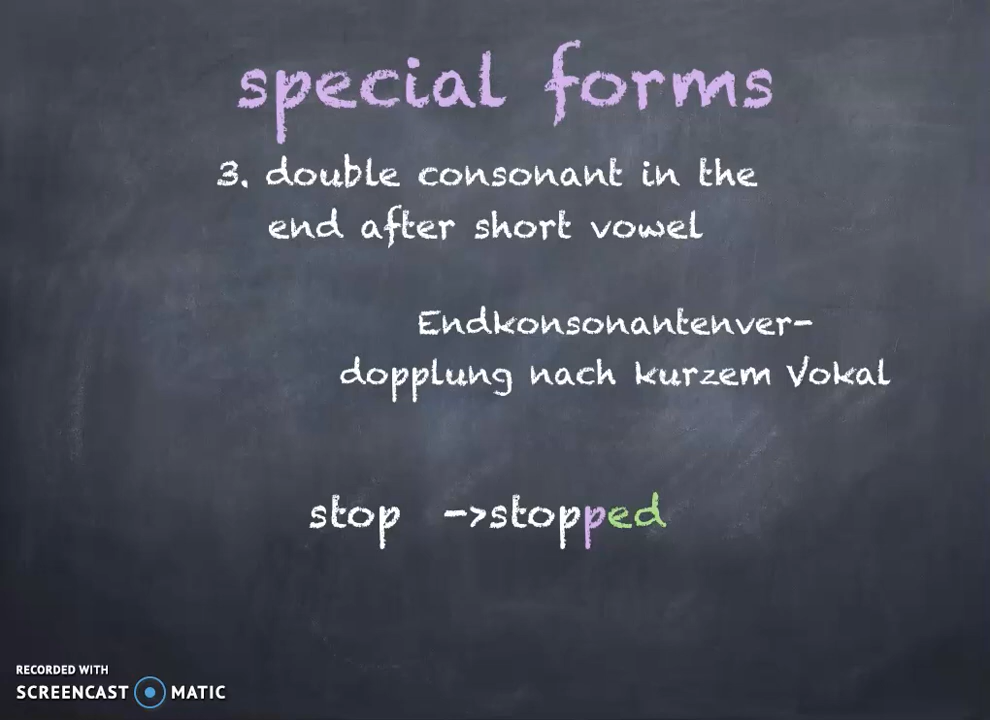 special forms
3. double consonant in the
end after short vowel
Endkonsonantenver-
dopplung nach kurzem Vokal
stop ->stopped
RECORDED WITH
SCREENCAST MATIC